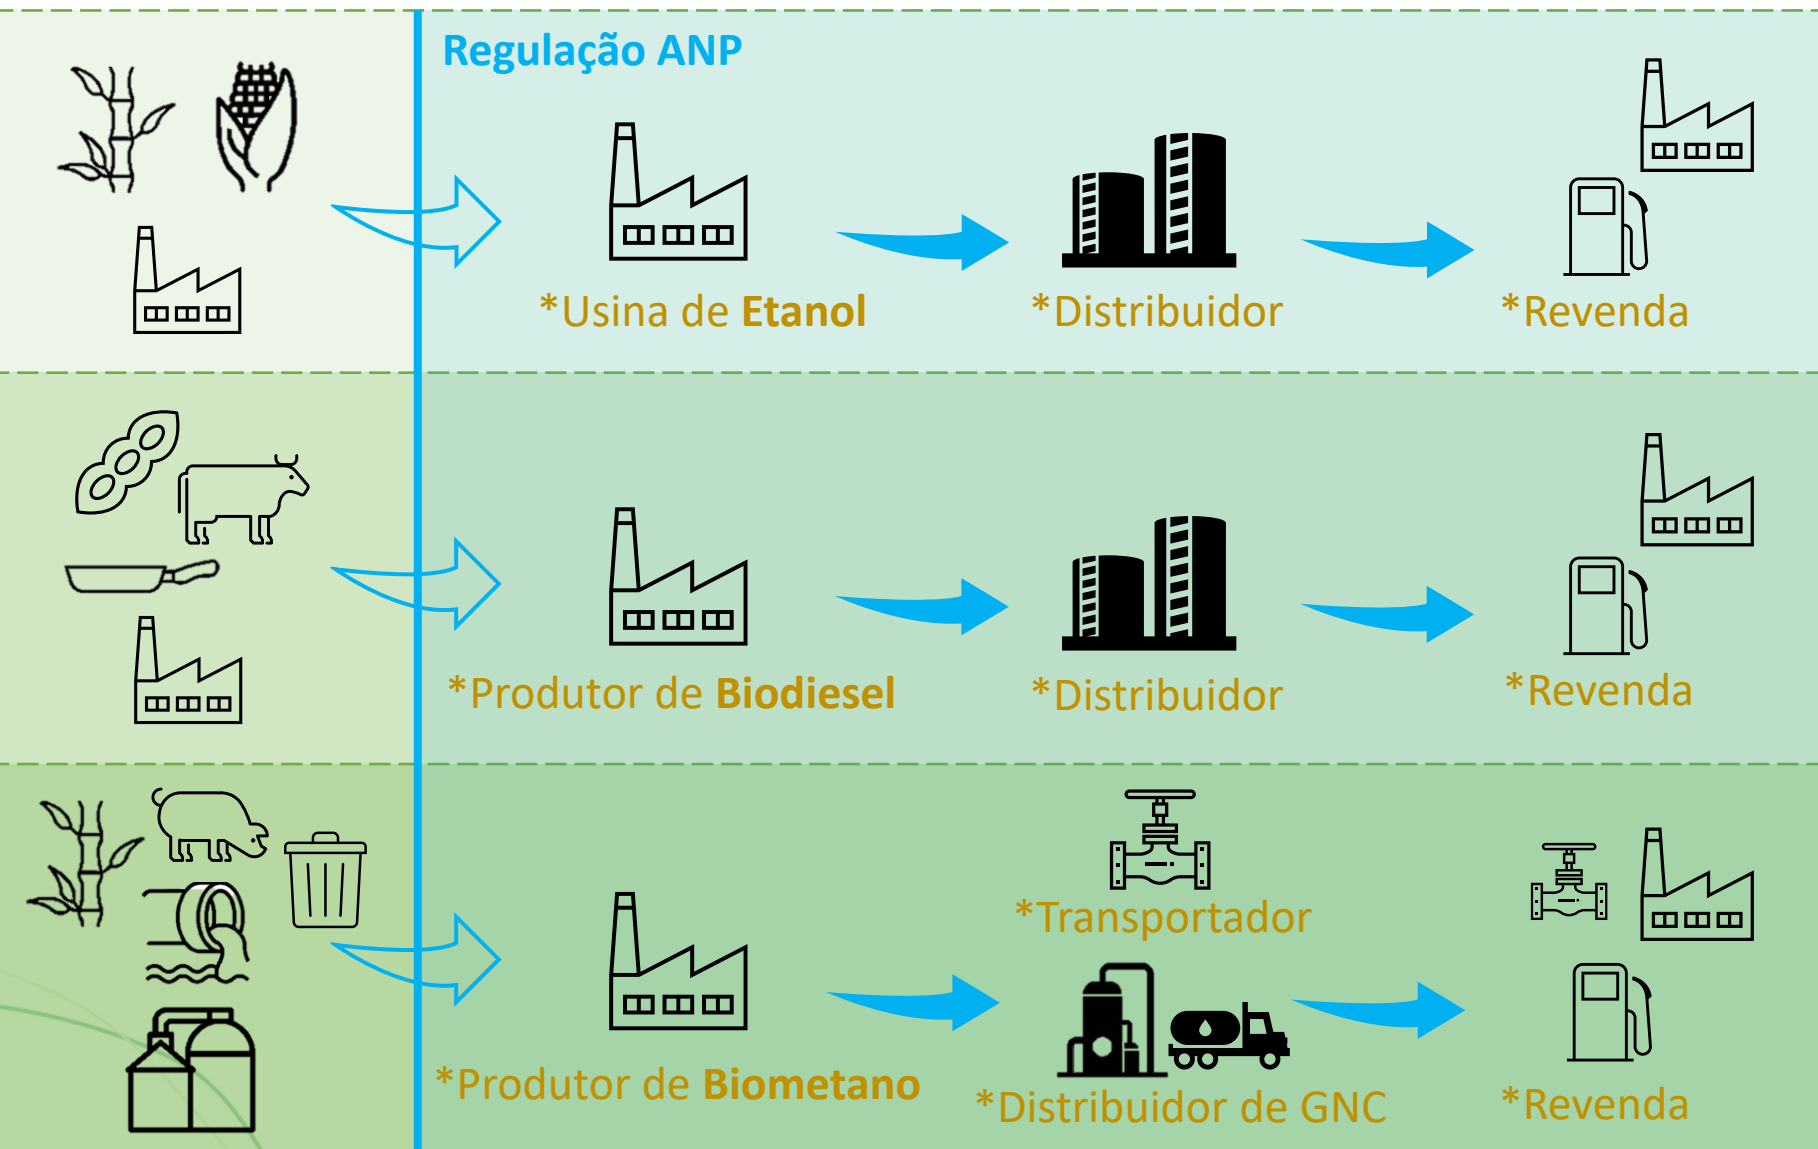 Regulação ANP
*Usina de Etanol
*Distribuidor
*Revenda
*Produtor de Biodiesel
*Distribuidor
*Revenda
*Transportador
*Produtor de Biometano
*Distribuidor de GNC
*Revenda